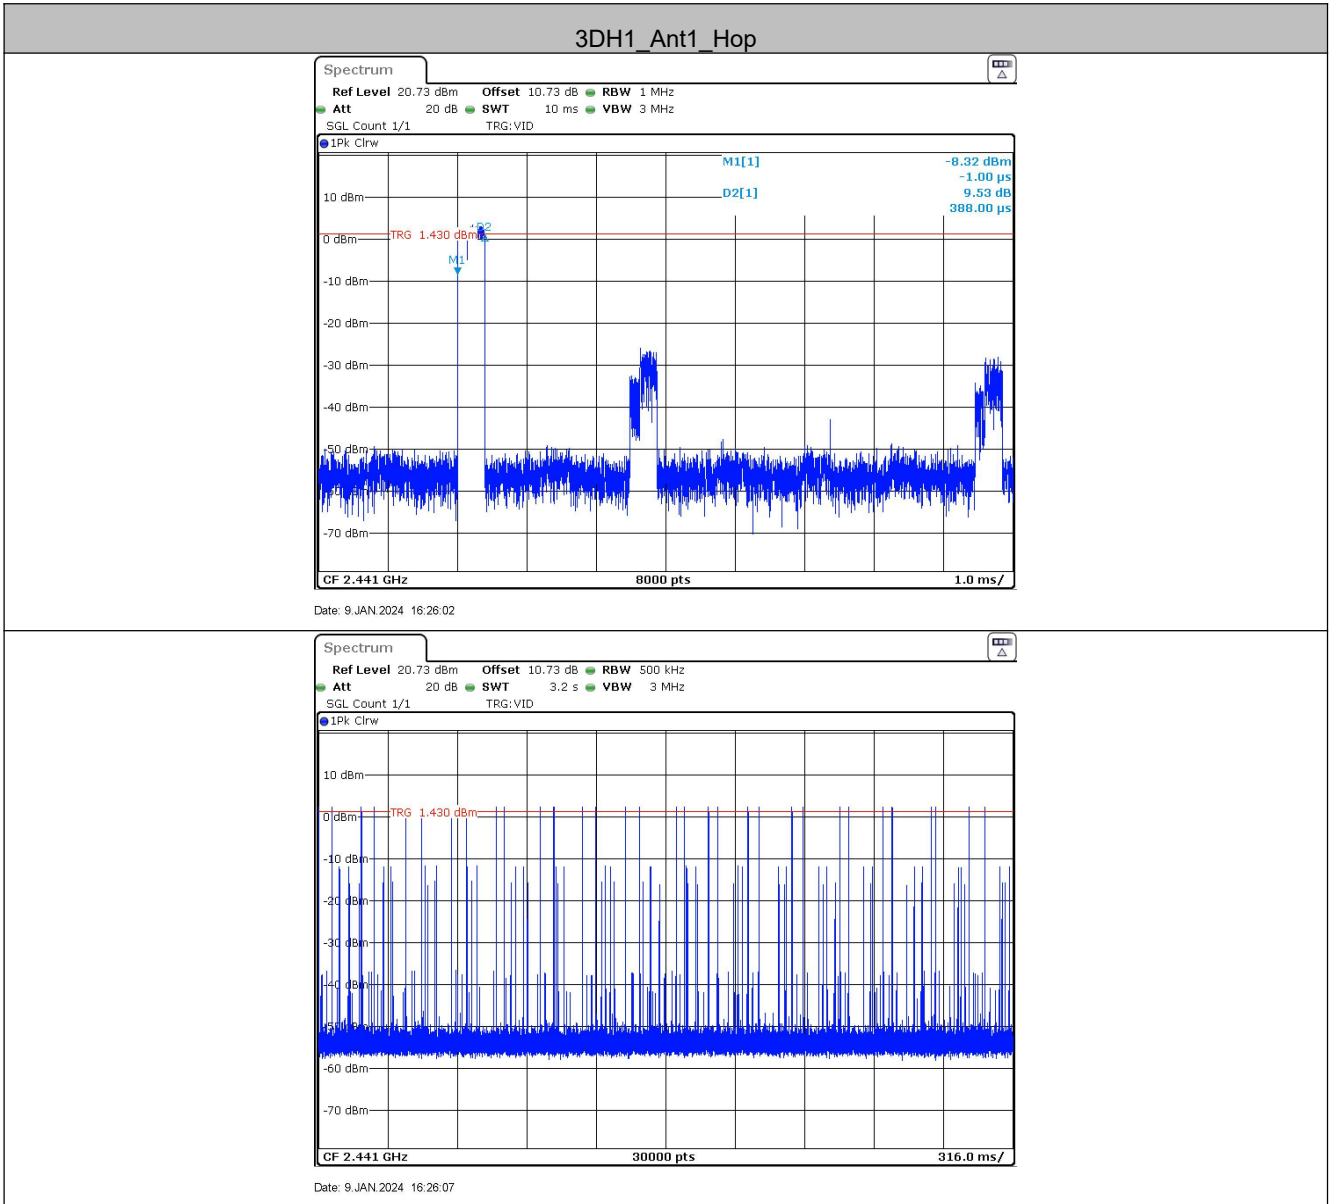 3DH1_Ant1_Hop
Spectrum
Ref Level 20.73 dBm Offset 10.73 dB RBW 1 MHz
Att 20 dB SWT 10 ms VBW 3 MHz
SGL Count 1/1 TRG:VID
1Pk Clrw
M1[1] -8.32 dBm
-1.00 µs
D2[1] 9.53 dB
388.00 µs
10 dBm
D2
TRG 1.430 dBm
0 dBm
M1
-10 dBm
-20 dBm
-30 dBm
-40 dBm
-50 dBm
-70 dBm
CF 2.441 GHz 8000 pts 1.0 ms/
Date: 9.JAN.2024 16:26:02
Spectrum
Ref Level 20.73 dBm Offset 10.73 dB RBW 500 kHz
Att 20 dB SWT 3.2 s VBW 3 MHz
SGL Count 1/1 TRG:VID
1Pk Clrw
10 dBm
TRG 1.430 dBm
0 dBm
-10 dBm
-20 dBm
-30 dBm
-40 dBm
-60 dBm
-70 dBm
CF 2.441 GHz 30000 pts 316.0 ms/
Date: 9.JAN.2024 16:26:07